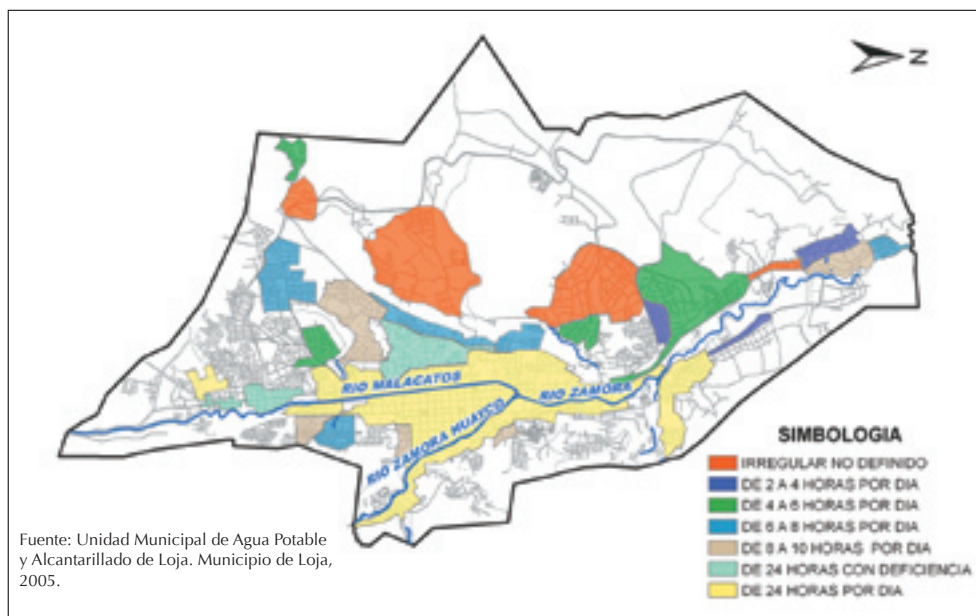 N
RIO MALACATOS
RIO ZAMORA
RIO ZAMORA HUAYCO
SIMBOLOGIA
IRREGULAR NO DEFINIDO
DE 2 A 4 HORAS POR DIA
DE 4 A 6 HORAS POR DIA
DE 6 A 8 HORAS POR DIA
DE 8 A 10 HORAS POR DIA
DE 24 HORAS CON DEFICIENCIA
DE 24 HORAS POR DIA
Fuente: Unidad Municipal de Agua Potable
y Alcantarillado de Loja. Municipio de Loja,
2005.